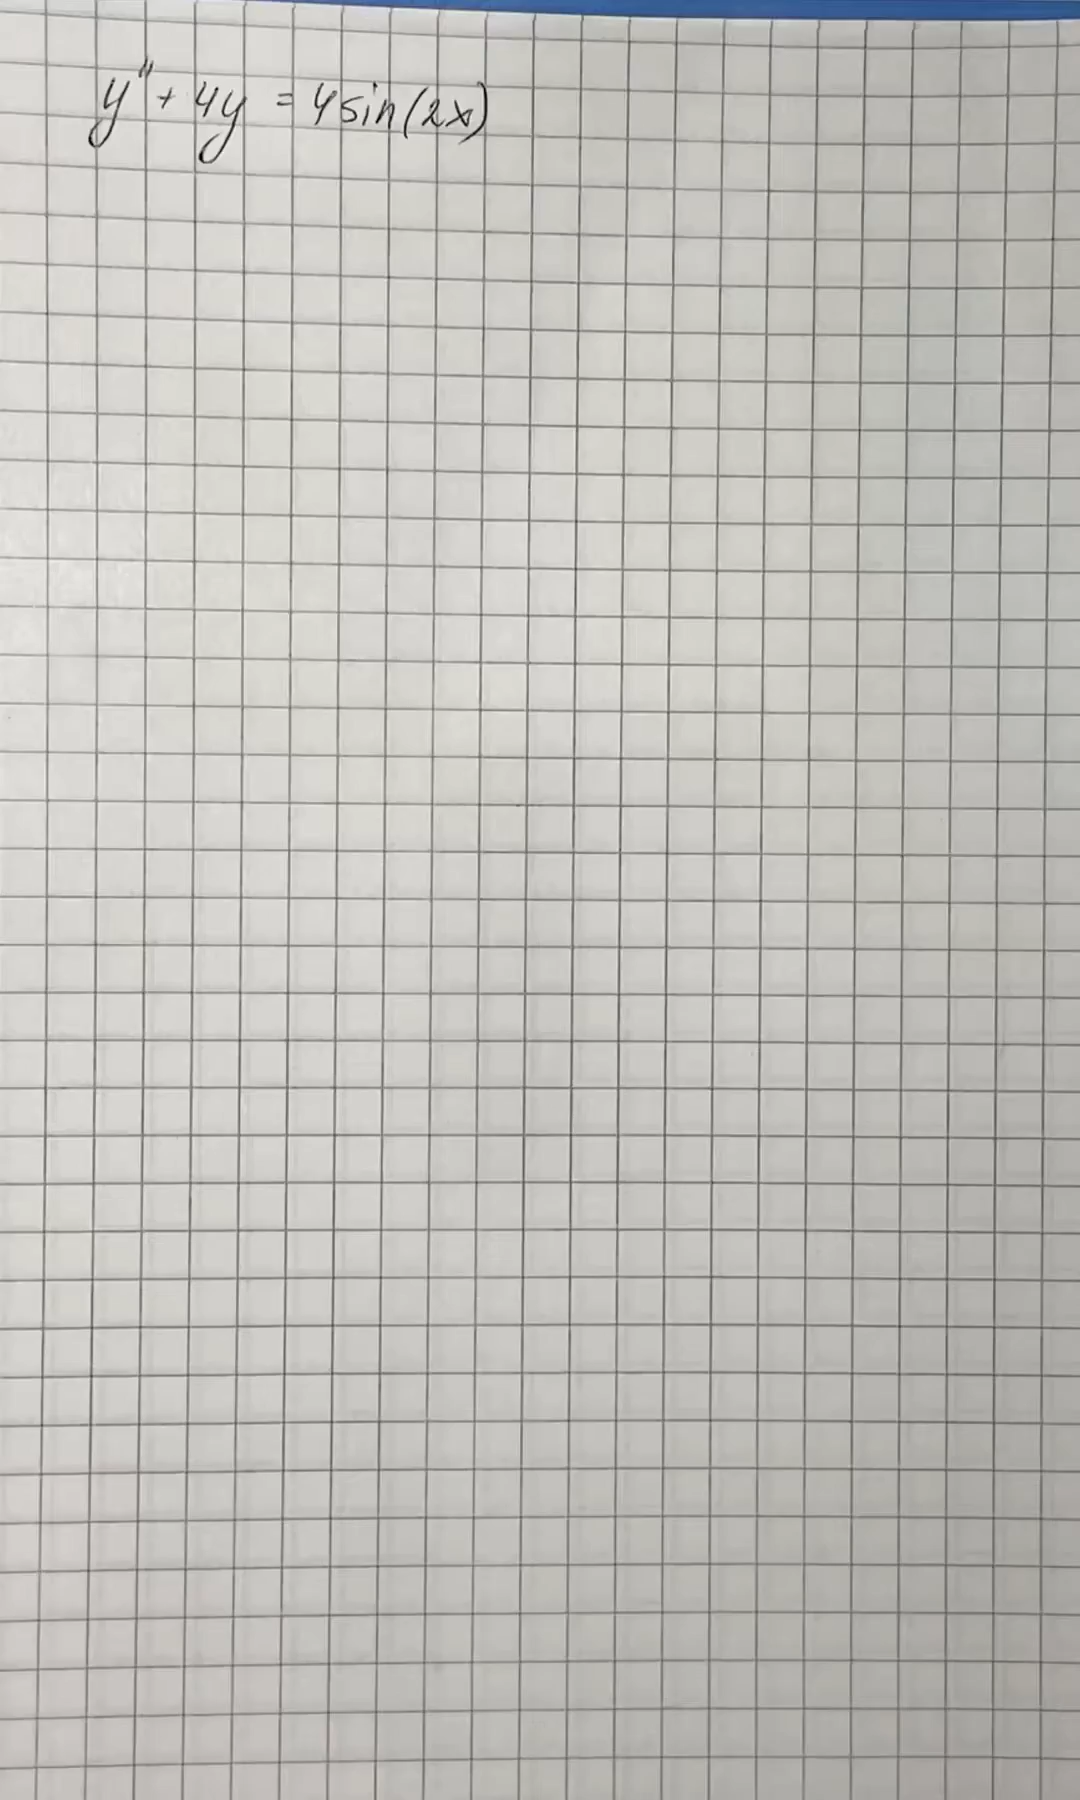 y'' + 4y = 4sin(2x)